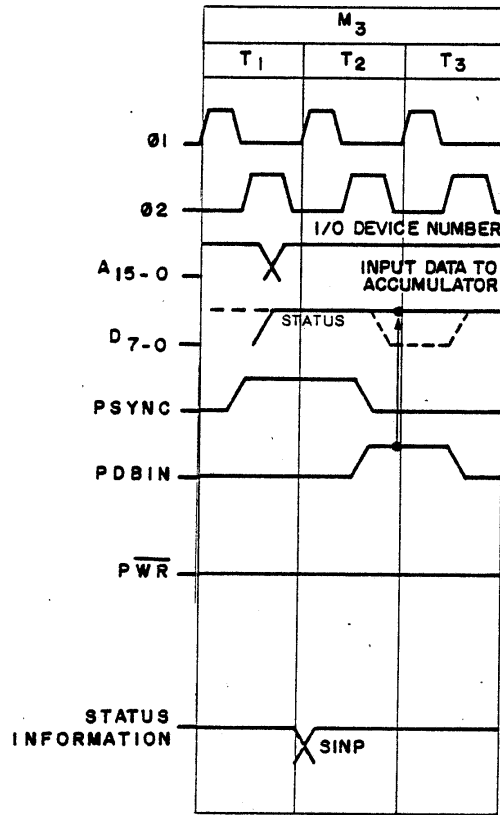 M3
T1 T2 T3
Ø1
Ø2
I/O DEVICE NUMBER
A15-0
INPUT DATA TO
ACCUMULATOR
STATUS
D7-0
PSYNC
PDBIN
PW̅R̅
STATUS
INFORMATION
SINP